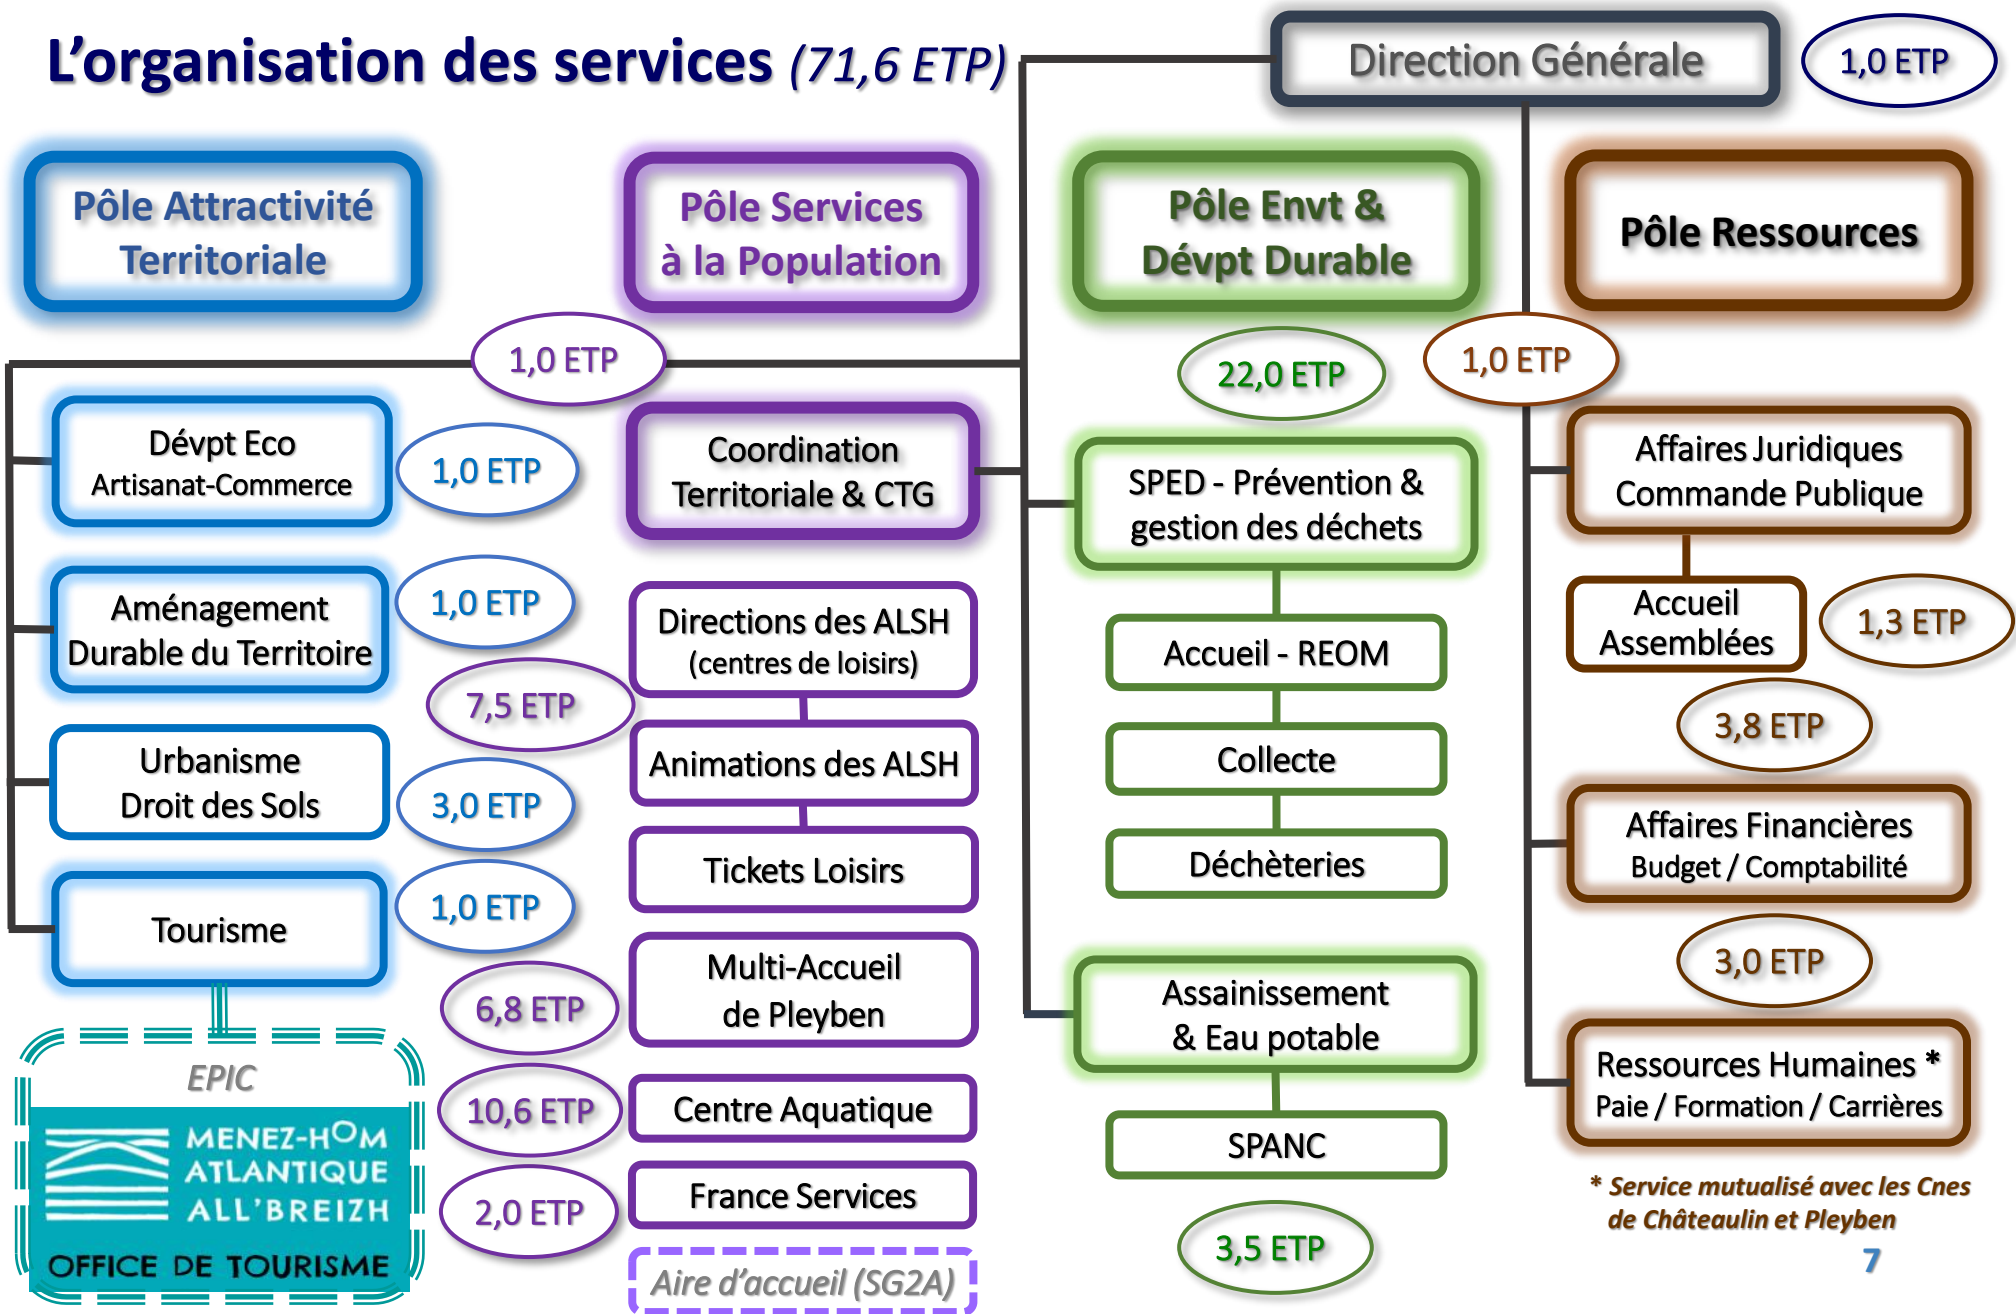 L'organisation des services (71,6 ETP)
Direction Générale
1,0 ETP
Pôle Attractivité
Territoriale
Pôle Services
à la Population
Pôle Envt &
Dévpt Durable
Pôle Ressources
1,0 ETP
22,0 ETP
1,0 ETP
Dévpt Eco
Artisanat-Commerce
1,0 ETP
Aménagement
Durable du Territoire
1,0 ETP
Urbanisme
Droit des Sols
3,0 ETP
Tourisme
1,0 ETP
EPIC
MENEZ-HOM
ATLANTIQUE
ALL'BREIZH
OFFICE DE TOURISME
Coordination
Territoriale & CTG
Directions des ALSH
(centres de loisirs)
7,5 ETP
Animations des ALSH
Tickets Loisirs
Multi-Accueil
de Pleyben
6,8 ETP
Centre Aquatique
10,6 ETP
France Services
2,0 ETP
Aire d'accueil (SG2A)
SPED - Prévention &
gestion des déchets
Accueil - REOM
Collecte
Déchèteries
Assainissement
& Eau potable
SPANC
3,5 ETP
Affaires Juridiques
Commande Publique
Accueil
Assemblées
1,3 ETP
3,8 ETP
Affaires Financières
Budget / Comptabilité
3,0 ETP
Ressources Humaines *
Paie / Formation / Carrières
* Service mutualisé avec les Cnes
de Châteaulin et Pleyben
7